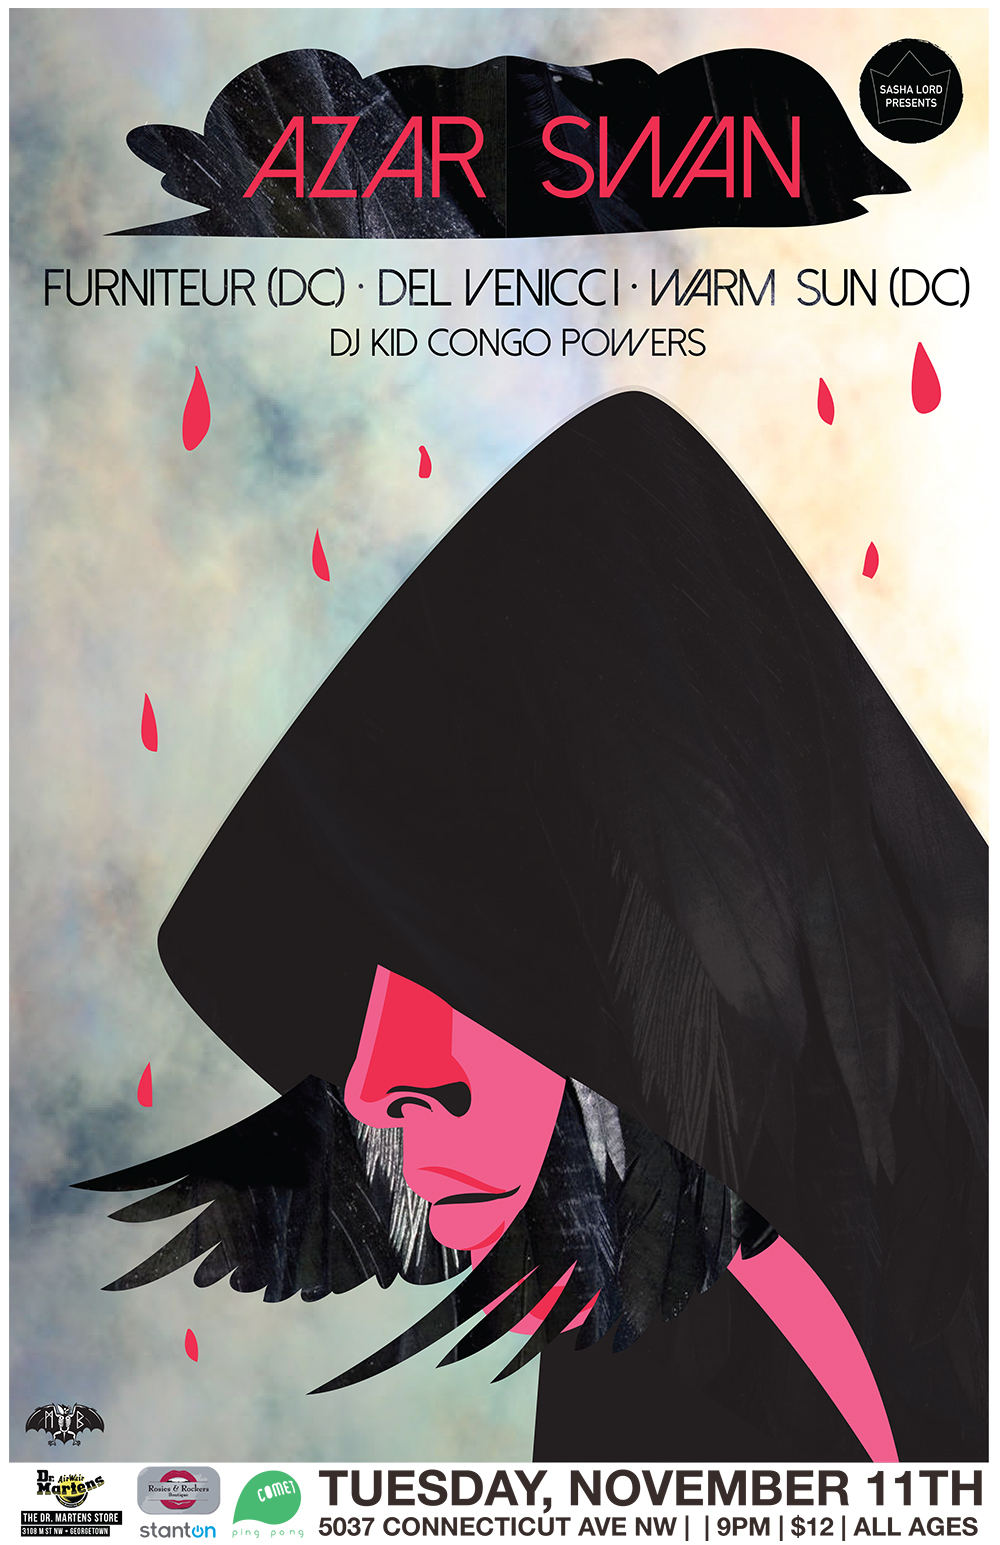 SASHA LORD
PRESENTS
AZAR SWAN
FURNITEUR (DC) · DEL VENICCI · WARM SUN (DC)
DJ KID CONGO POWERS
M B
Dr. AirWair
Martens
THE DR. MARTENS STORE
3108 M ST NW • GEORGETOWN
Rosies & Rockers
Boutique
stanton
COMET
ping pong
TUESDAY, NOVEMBER 11TH
5037 CONNECTICUT AVE NW | | 9PM | $12 | ALL AGES